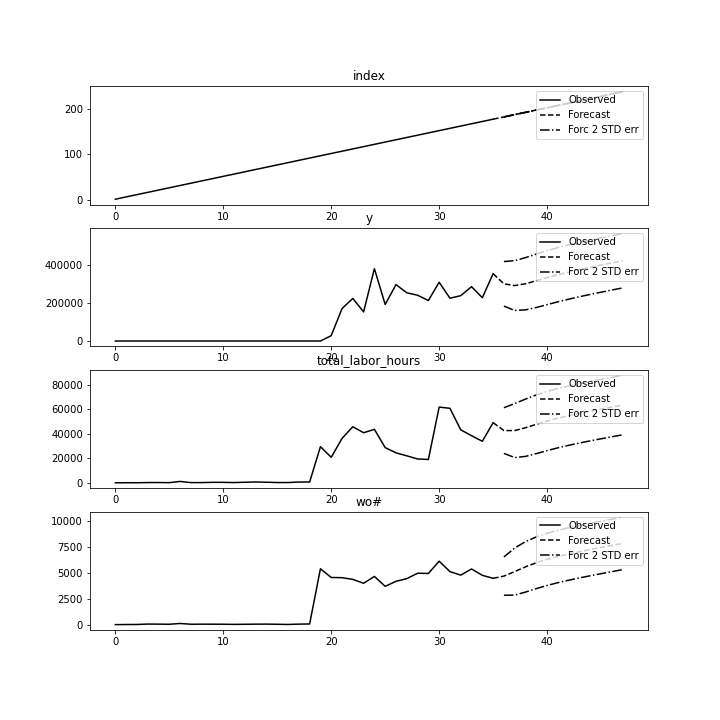 index
200
100
0
Observed
Forecast
Forc 2 STD err
0 10 20 30 40
y
400000
200000
0
Observed
Forecast
Forc 2 STD err
0 10 20 30 40
total_labor_hours
80000
60000
40000
20000
0
Observed
Forecast
Forc 2 STD err
0 10 20 30 40
wo#
10000
7500
5000
2500
0
Observed
Forecast
Forc 2 STD err
0 10 20 30 40